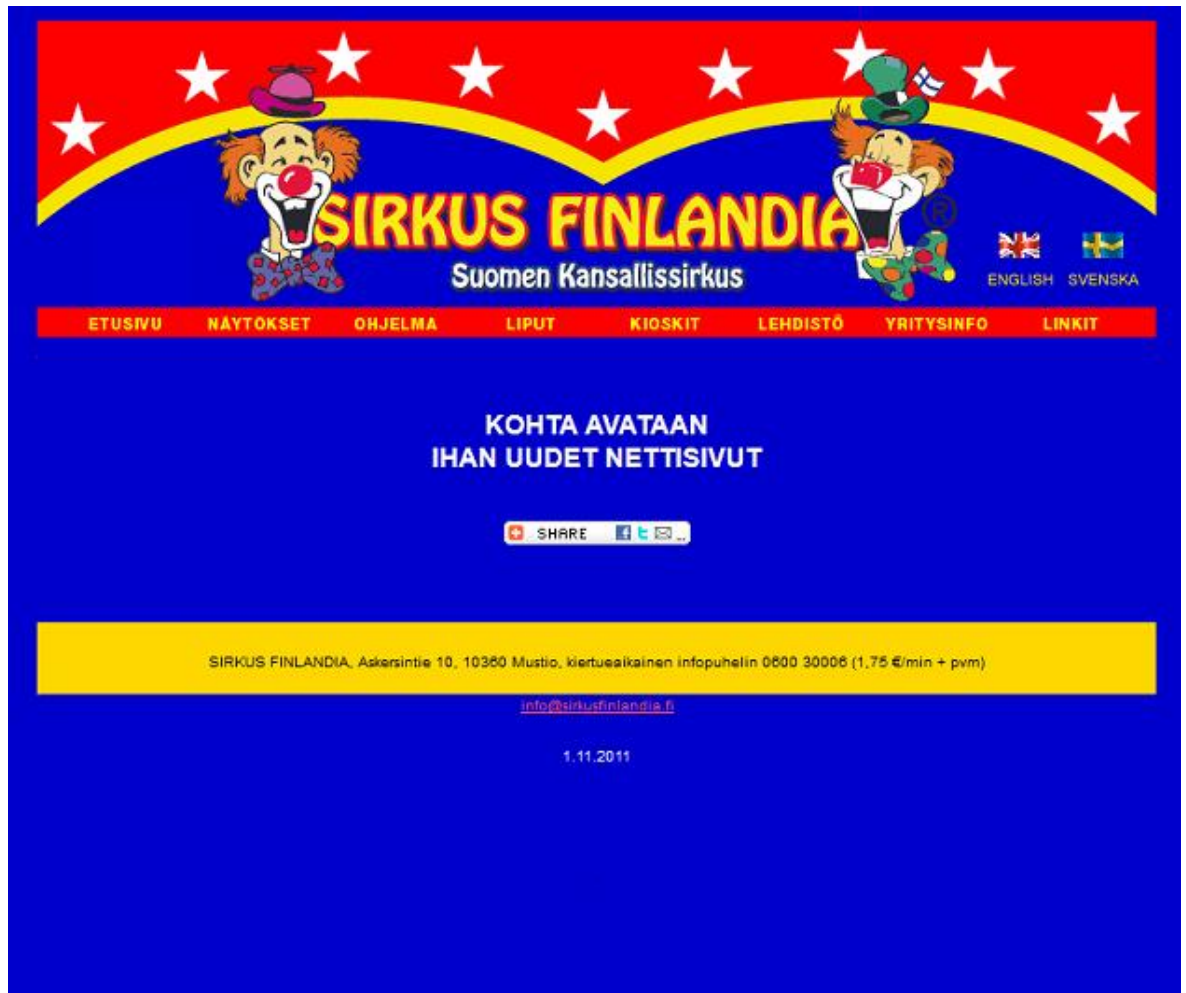 SIRKUS FINLANDIA ®
Suomen Kansallissirkus
ENGLISH SVENSKA
ETUSIVU NÄYTÖKSET OHJELMA LIPUT KIOSKIT LEHDISTÖ YRITYSINFO LINKIT
KOHTA AVATAAN
IHAN UUDET NETTISIVUT
SHARE
SIRKUS FINLANDIA, Askersintie 10, 10360 Mustio, kiertueaikainen infopuhelin 0600 30006 (1,75 €/min + pvm)
info@sirkusfinlandia.fi
1.11.2011